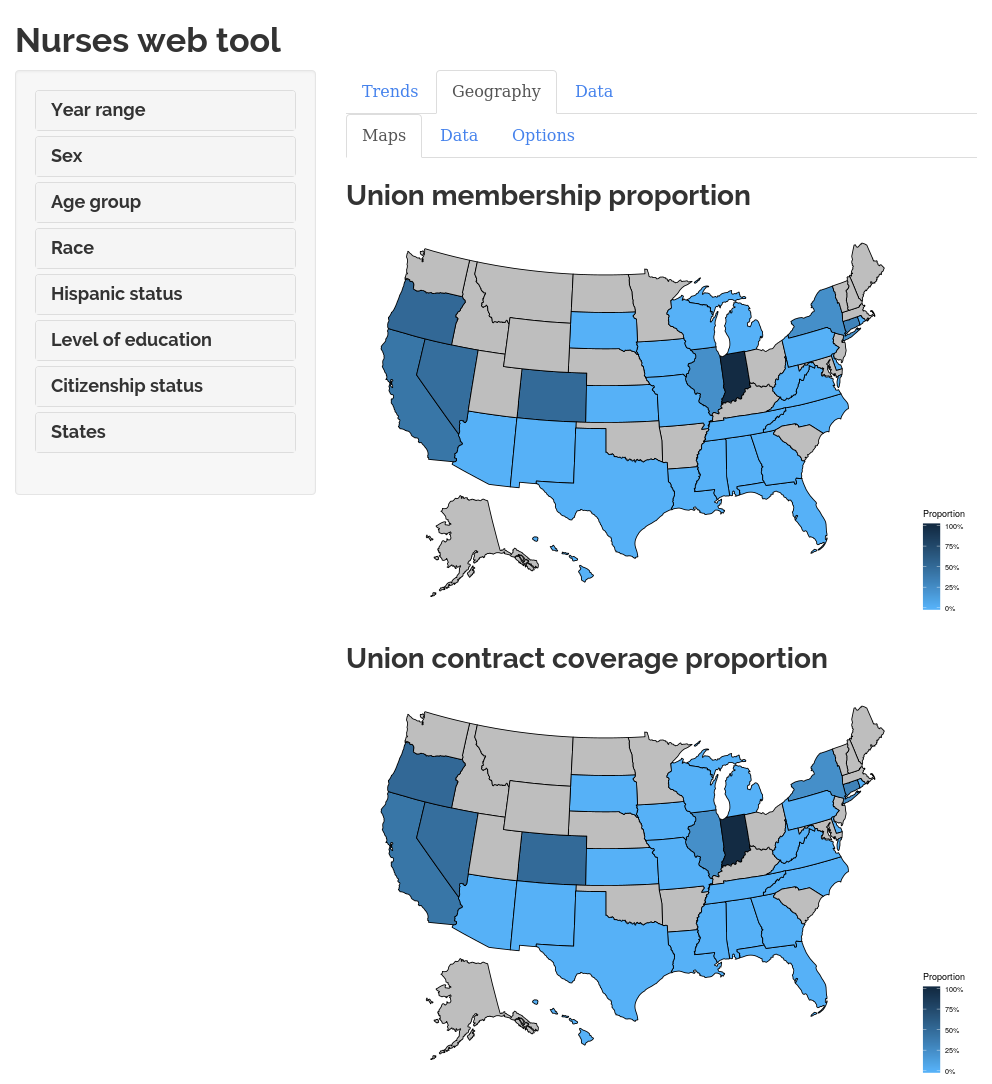 Nurses web tool
Year range
Sex
Age group
Race
Hispanic status
Level of education
Citizenship status
States
Trends Geography Data
Maps Data Options
Union membership proportion
Proportion
100%
75%
50%
25%
0%
Union contract coverage proportion
Proportion
100%
75%
50%
25%
0%